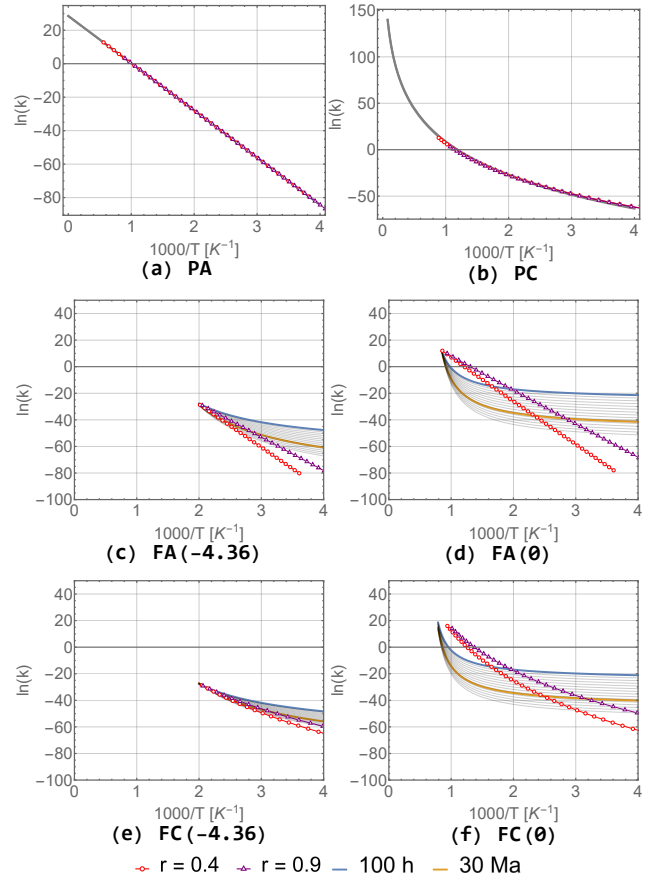 20
0
−20
−40
−60
−80
ln(k)
0 1 2 3 4
1000/T [K⁻¹]
(a) PA
150
100
50
0
−50
ln(k)
0 1 2 3 4
1000/T [K⁻¹]
(b) PC
40
20
0
−20
−40
−60
−80
−100
ln(k)
0 1 2 3 4
1000/T [K⁻¹]
(c) FA(−4.36)
40
20
0
−20
−40
−60
−80
−100
ln(k)
0 1 2 3 4
1000/T [K⁻¹]
(d) FA(0)
40
20
0
−20
−40
−60
−80
−100
ln(k)
0 1 2 3 4
1000/T [K⁻¹]
(e) FC(−4.36)
40
20
0
−20
−40
−60
−80
−100
ln(k)
0 1 2 3 4
1000/T [K⁻¹]
(f) FC(0)
r = 0.4 r = 0.9 100 h 30 Ma